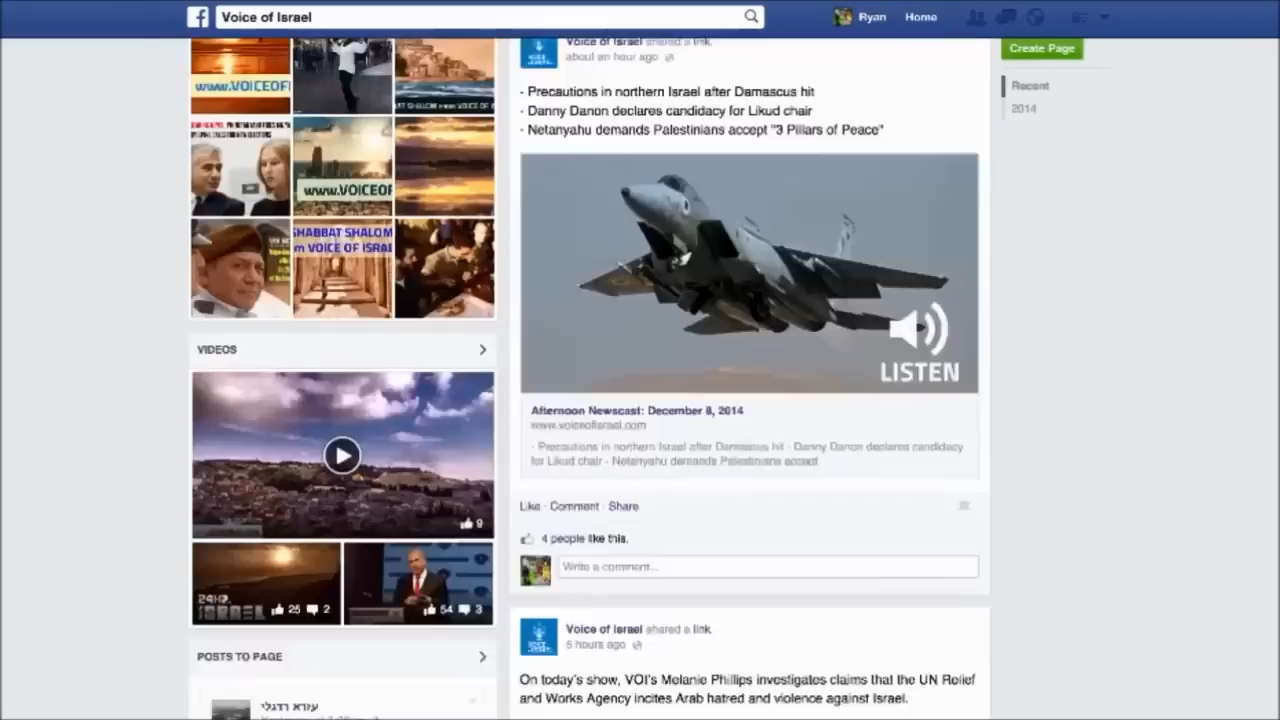 Voice of Israel
Ryan
Home
www.VOICEOFI
www.VOICEOF
SHABBAT SHALOM
m VOICE OF ISRAE
VIDEOS
9
24H2.
25 2
54 3
POSTS TO PAGE
עזרא רדגלי
Voice of Israel shared a link.
about an hour ago
- Precautions in northern Israel after Damascus hit
- Danny Danon declares candidacy for Likud chair
- Netanyahu demands Palestinians accept "3 Pillars of Peace"
LISTEN
Afternoon Newscast: December 8, 2014
www.voiceofisrael.com
- Precautions in northern Israel after Damascus hit - Danny Danon declares candidacy
for Likud chair - Netanyahu demands Palestinians accept
Like · Comment · Share
4 people like this.
Write a comment...
Voice of Israel shared a link.
5 hours ago
On today's show, VOI's Melanie Phillips investigates claims that the UN Relief
and Works Agency incites Arab hatred and violence against Israel.
Create Page
Recent
2014